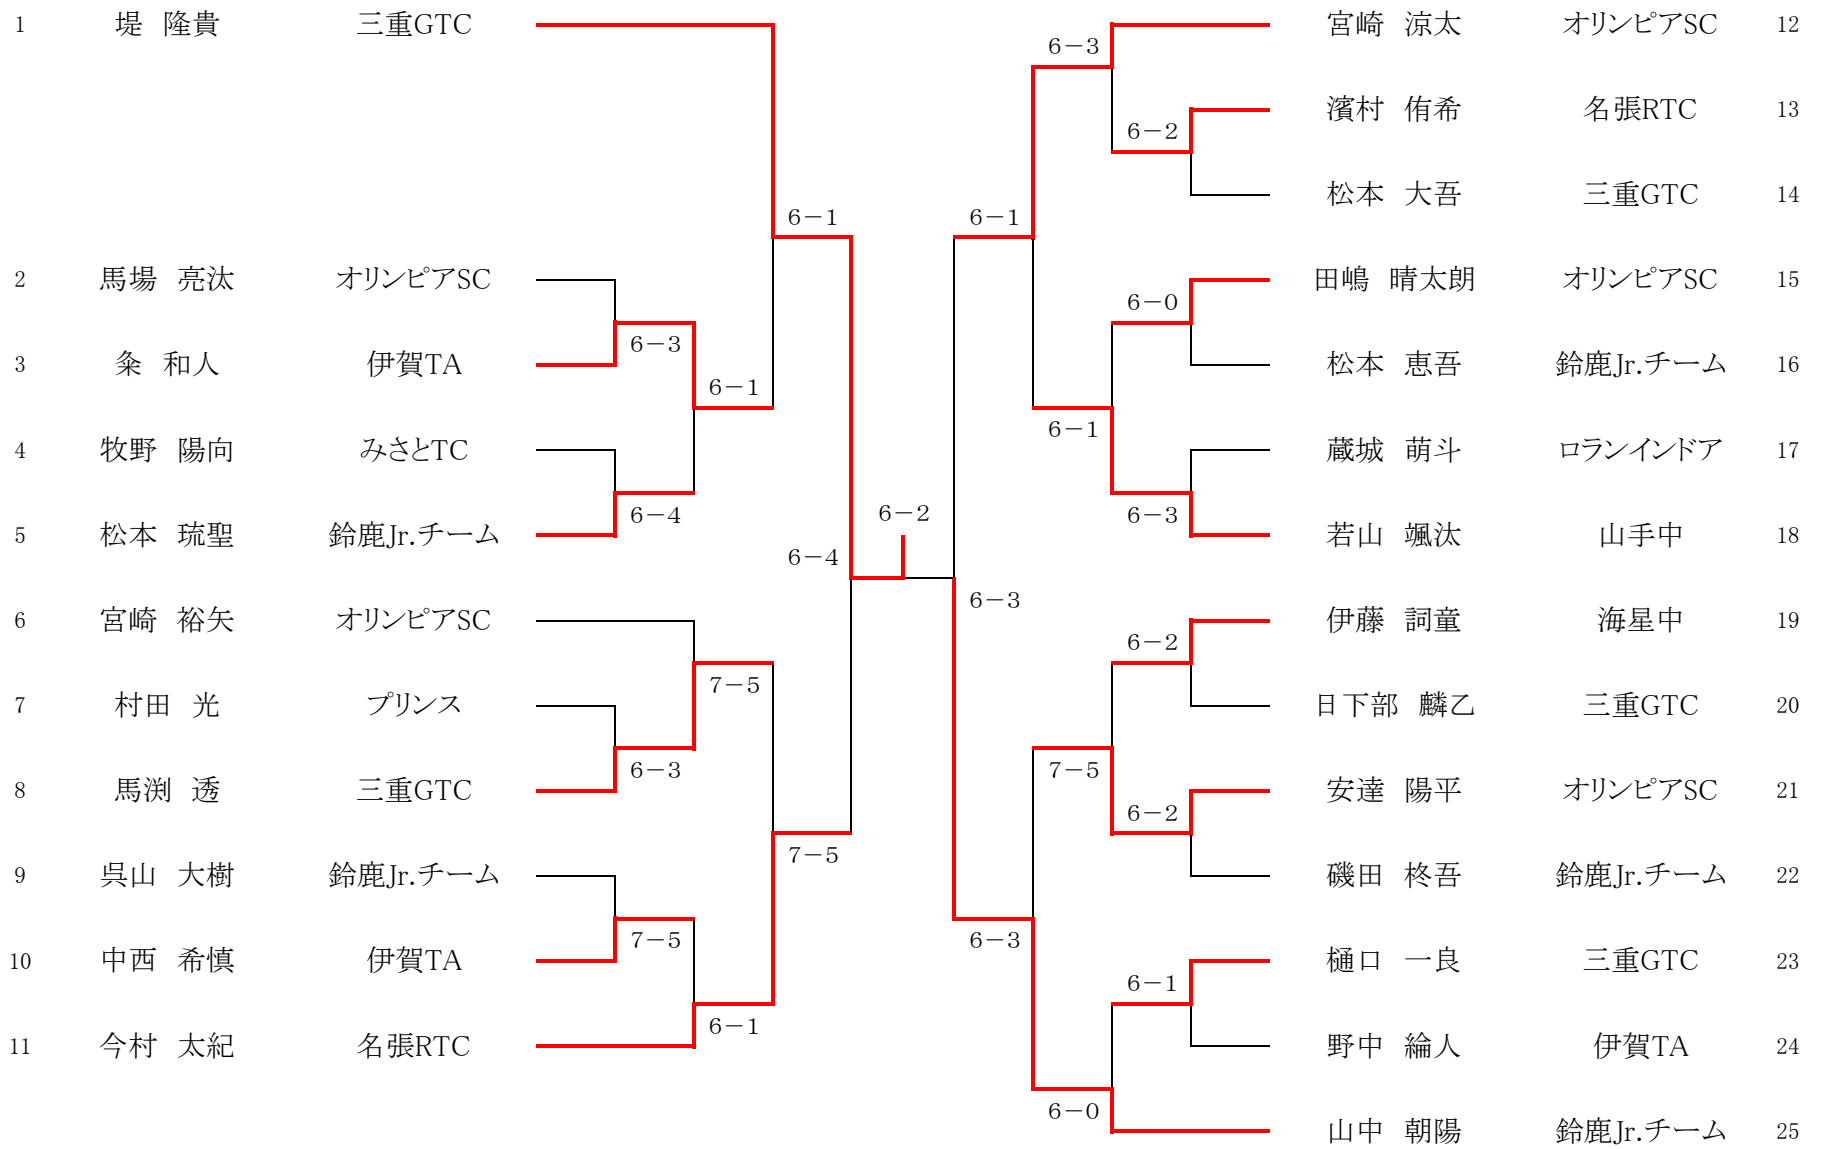 1 堤 隆貴 三重GTC
宮崎 涼太 オリンピアSC 12
6−3
濱村 侑希 名張RTC 13
6−2
松本 大吾 三重GTC 14
6−1 6−1
2 馬場 亮汰 オリンピアSC
田嶋 晴太朗 オリンピアSC 15
6−0
6−3
3 粂 和人 伊賀TA
松本 恵吾 鈴鹿Jr.チーム 16
6−1
6−1
4 牧野 陽向 みさとTC
蔵城 萌斗 ロランインドア 17
6−4 6−2 6−3
5 松本 琉聖 鈴鹿Jr.チーム
若山 颯汰 山手中 18
6−4
6−3
6 宮崎 裕矢 オリンピアSC
伊藤 詞童 海星中 19
6−2
7−5
7 村田 光 プリンス
日下部 麟乙 三重GTC 20
6−3 7−5
8 馬渕 透 三重GTC
安達 陽平 オリンピアSC 21
6−2
7−5
9 呉山 大樹 鈴鹿Jr.チーム
磯田 柊吾 鈴鹿Jr.チーム 22
7−5 6−3
10 中西 希慎 伊賀TA
樋口 一良 三重GTC 23
6−1
6−1
11 今村 太紀 名張RTC
野中 綸人 伊賀TA 24
6−0
山中 朝陽 鈴鹿Jr.チーム 25